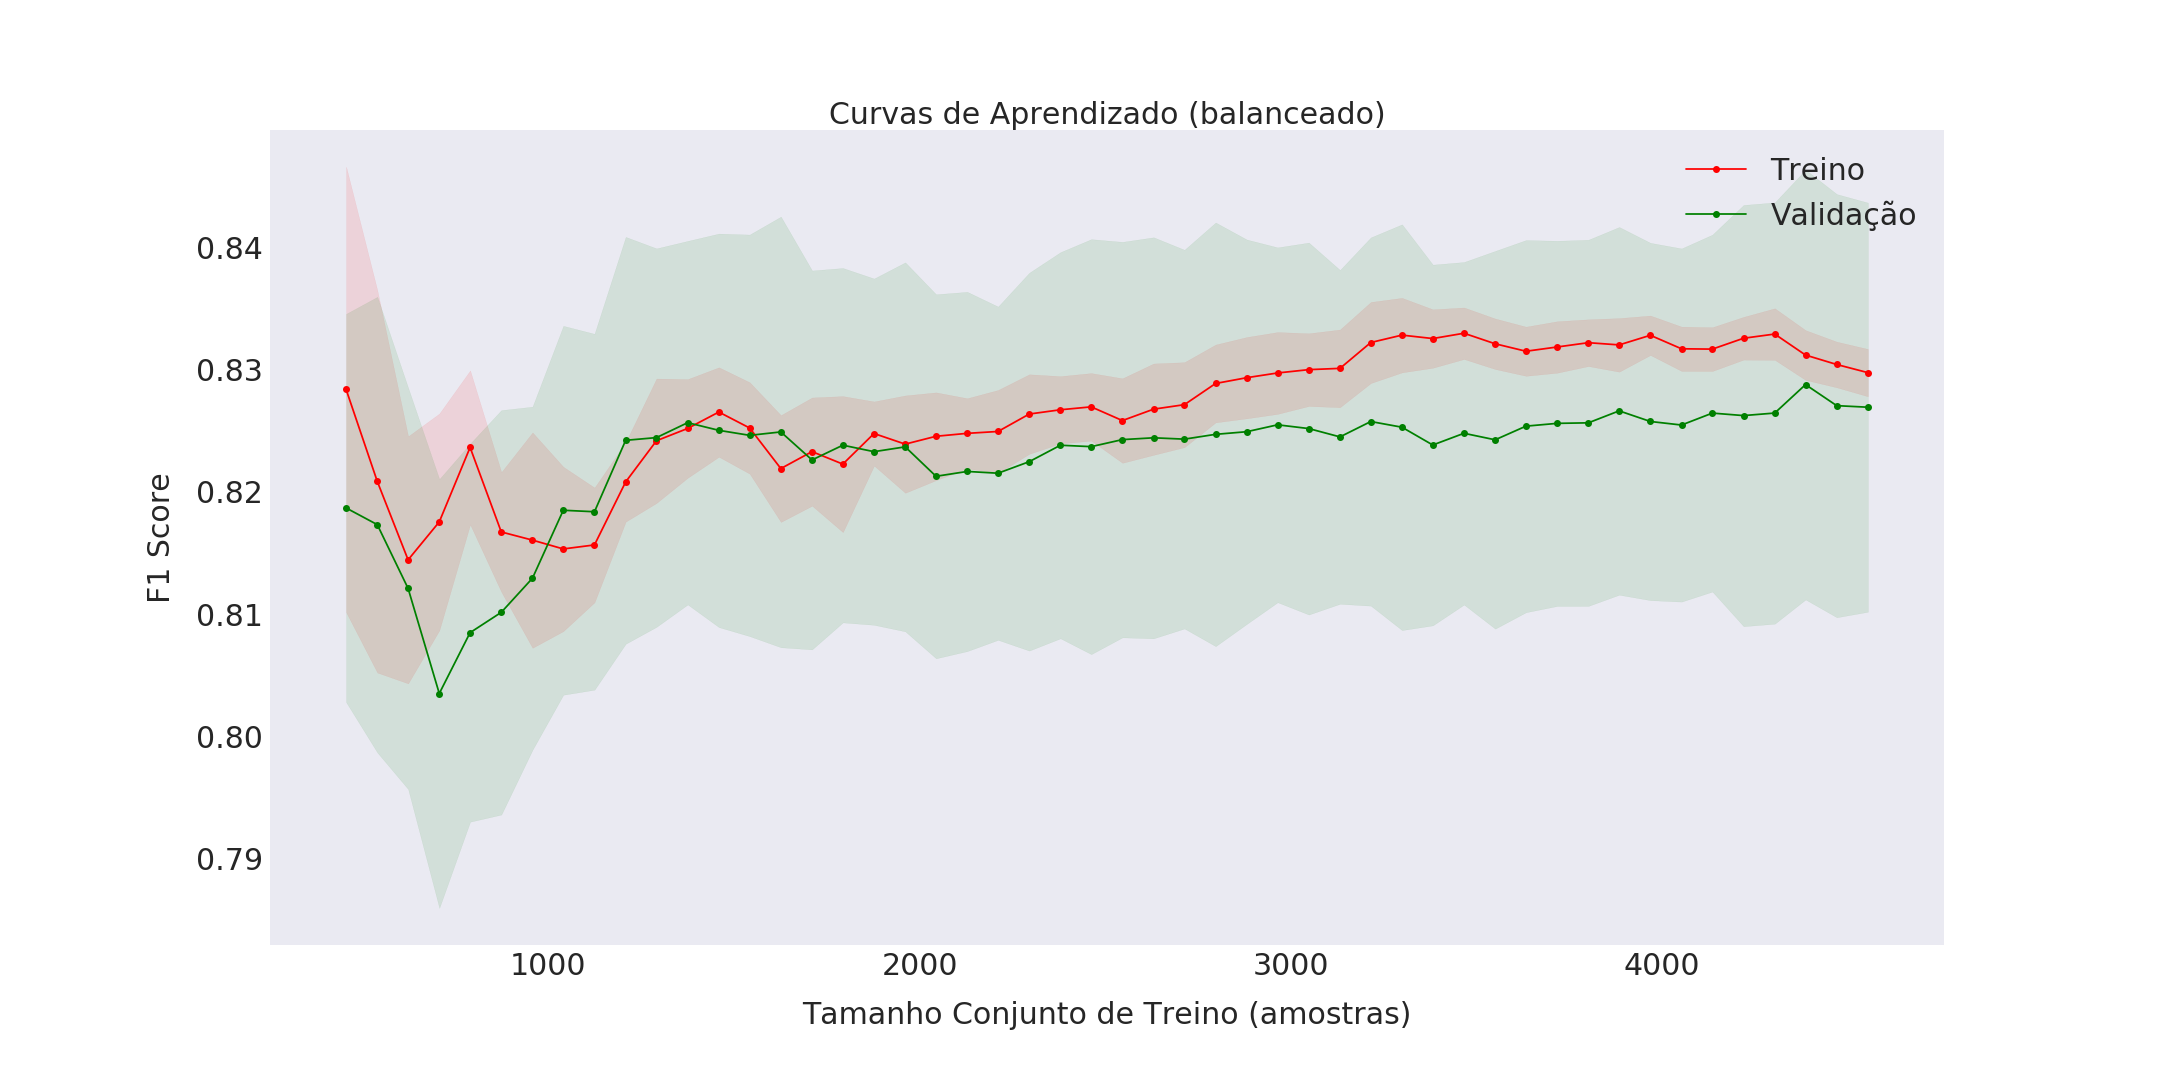 Curvas de Aprendizado (balanceado)
Treino
Validação
0.84
0.83
0.82
0.81
0.80
0.79
F1 Score
1000 2000 3000 4000
Tamanho Conjunto de Treino (amostras)